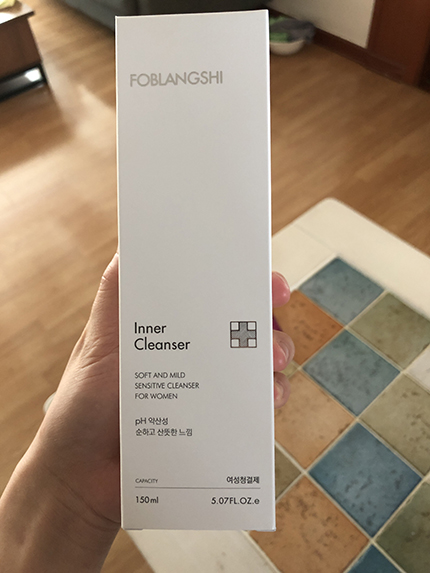 FOBLANGSHI
Inner
Cleanser
SOFT AND MILD
SENSITIVE CLEANSER
FOR WOMEN
pH 약산성
순하고 산뜻한 느낌
CAPACITY 여성청결제
150ml 5.07FL.OZ.e